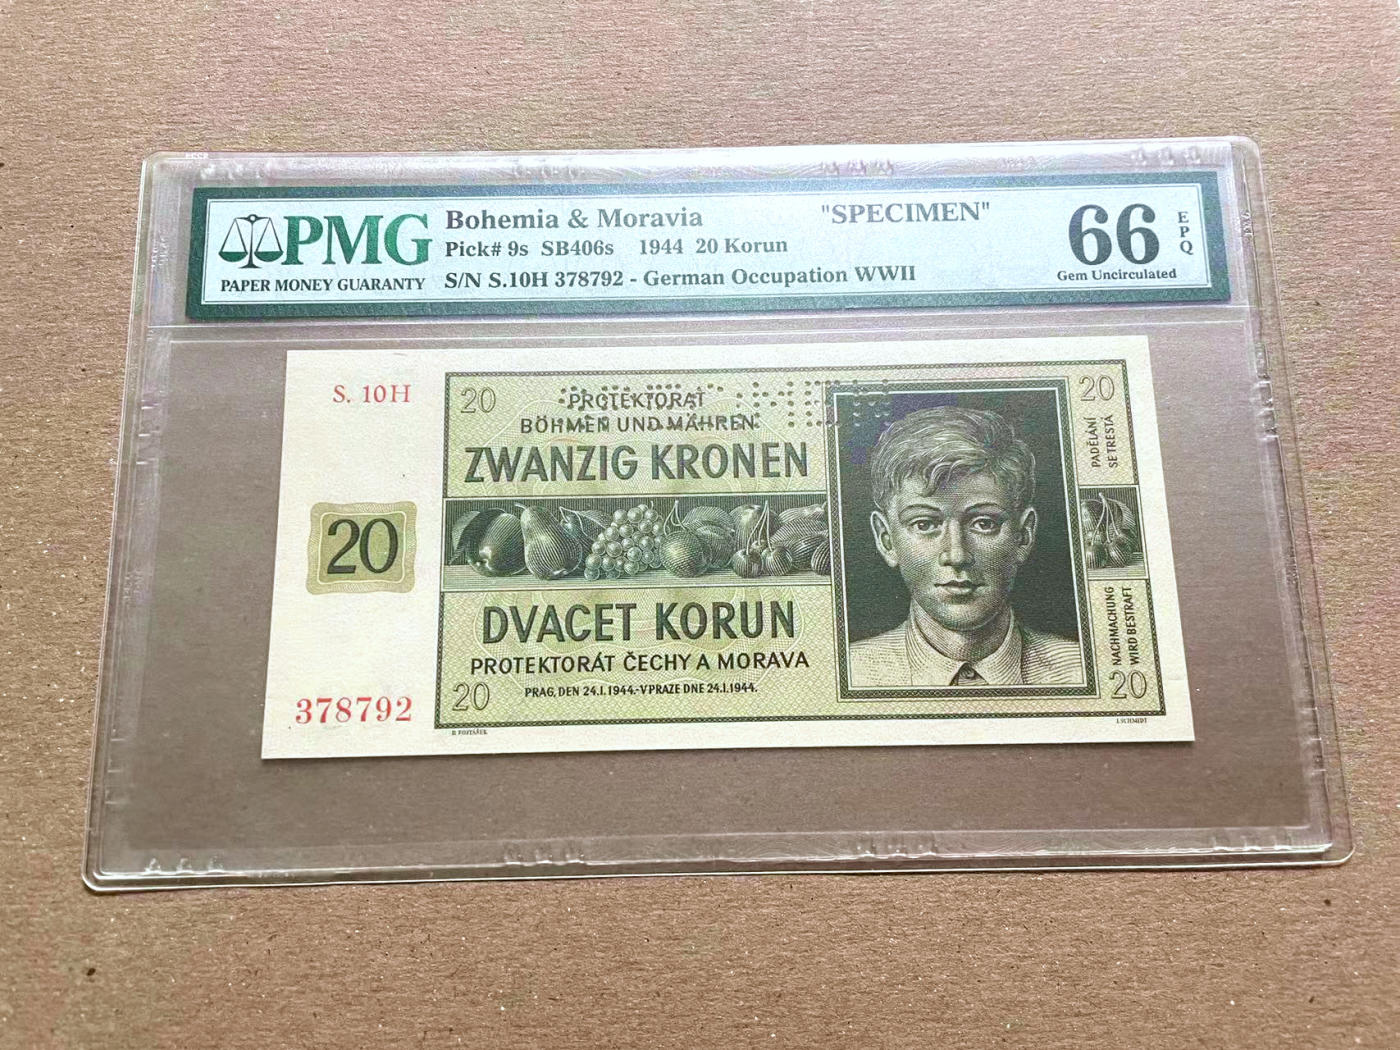 PMG
PAPER MONEY GUARANTY
Bohemia & Moravia
"SPECIMEN"
Pick# 9s SB406s 1944 20 Korun
S/N S.10H 378792 - German Occupation WWII
66
EPQ
Gem Uncirculated
S. 10H
20
PROTEKTORAT
BÖHMEN UND MÄHREN
ZWANZIG KRONEN
20
PADĚLÁNÍ
SE TRESTÁ
20
DVACET KORUN
PROTEKTORÁT ČECHY A MORAVA
PRAG, DEN 24.I.1944.-V PRAZE DNE 24.I.1944.
20
NACHMACHUNG
WIRD BESTRAFT
20
378792
J. SCHMIDT